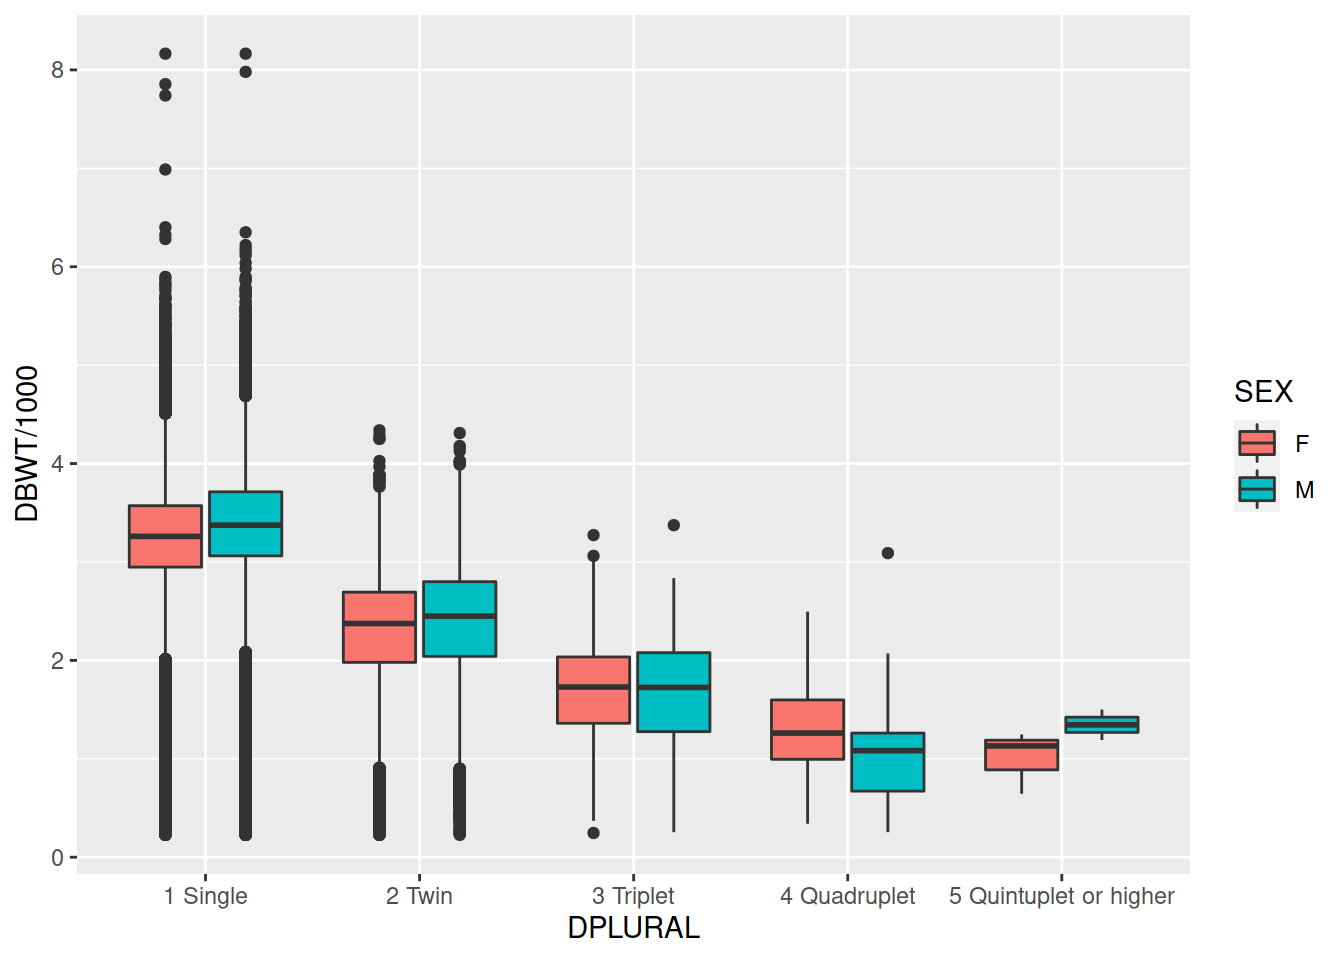 8
6
4
2
0
DBWT/1000
1 Single
2 Twin
3 Triplet
4 Quadruplet
5 Quintuplet or higher
DPLURAL
SEX
F
M